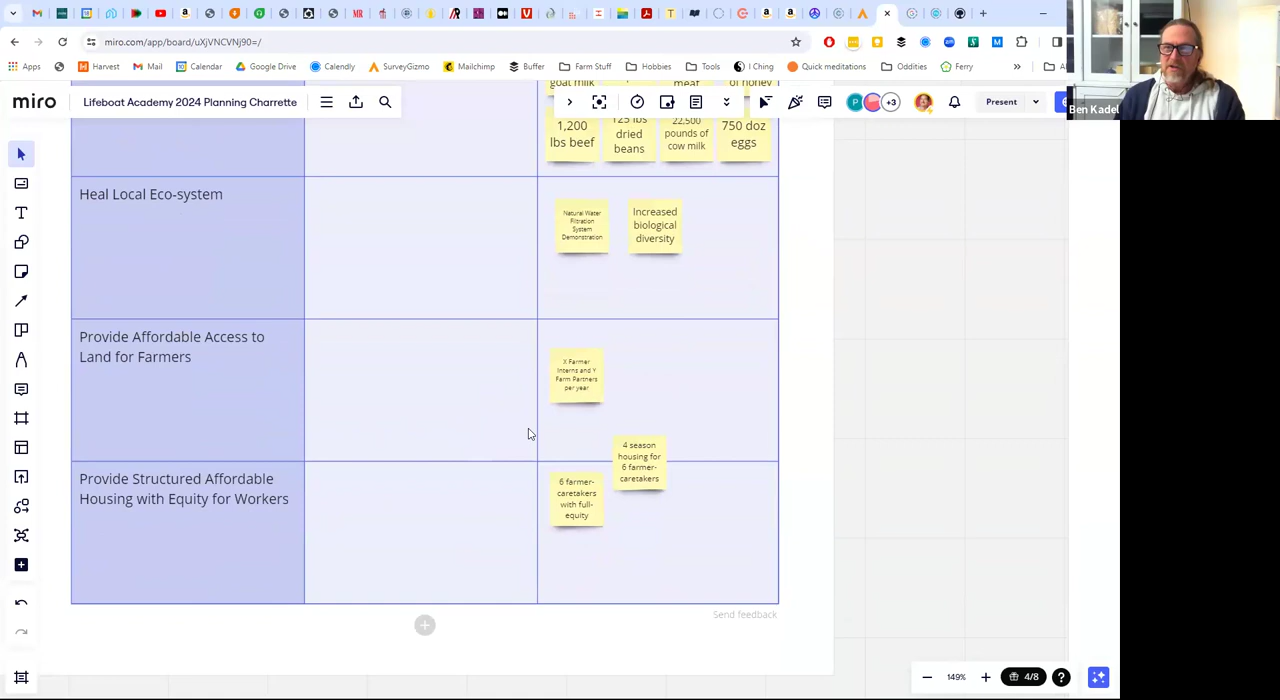 miro.com/app/board/uXjVNCVNj90=/
Apps
Harvest
Mail
Calendar
Google Drive
Calendly
SurveyGizmo
Mailchimp
Buffer
Farm Stuff
Hobbies
Tools
I Ching
Quick meditations
Oddities
Ferry
miro
Lifeboat Academy 2024 Planning Charrette
+3
Present
Ben Kadel
goat milk
meat
of honey
1,200
lbs beef
125 lbs
dried
beans
22,500
pounds of
cow milk
750 doz
eggs
Heal Local Eco-system
Natural Water
Filtration
System
Demonstration
Increased
biological
diversity
Provide Affordable Access to
Land for Farmers
X Farmer
Interns and Y
Farm Partners
per year
4 season
housing for
6 farmer-
caretakers
Provide Structured Affordable
Housing with Equity for Workers
6 farmer-
caretakers
with full-
equity
Send feedback
149%
4/8